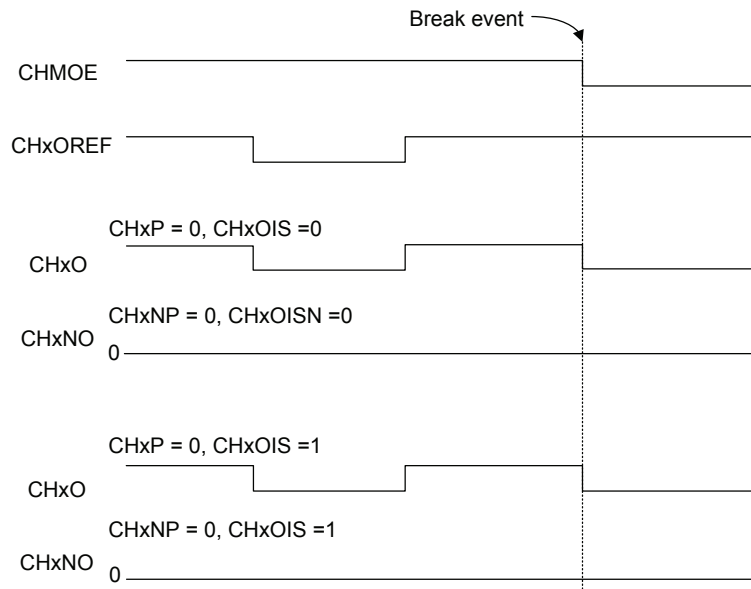 Break event
CHMOE
CHxOREF
CHxP = 0, CHxOIS =0
CHxO
CHxNP = 0, CHxOISN =0
CHxNO
0
CHxP = 0, CHxOIS =1
CHxO
CHxNP = 0, CHxOIS =1
CHxNO
0